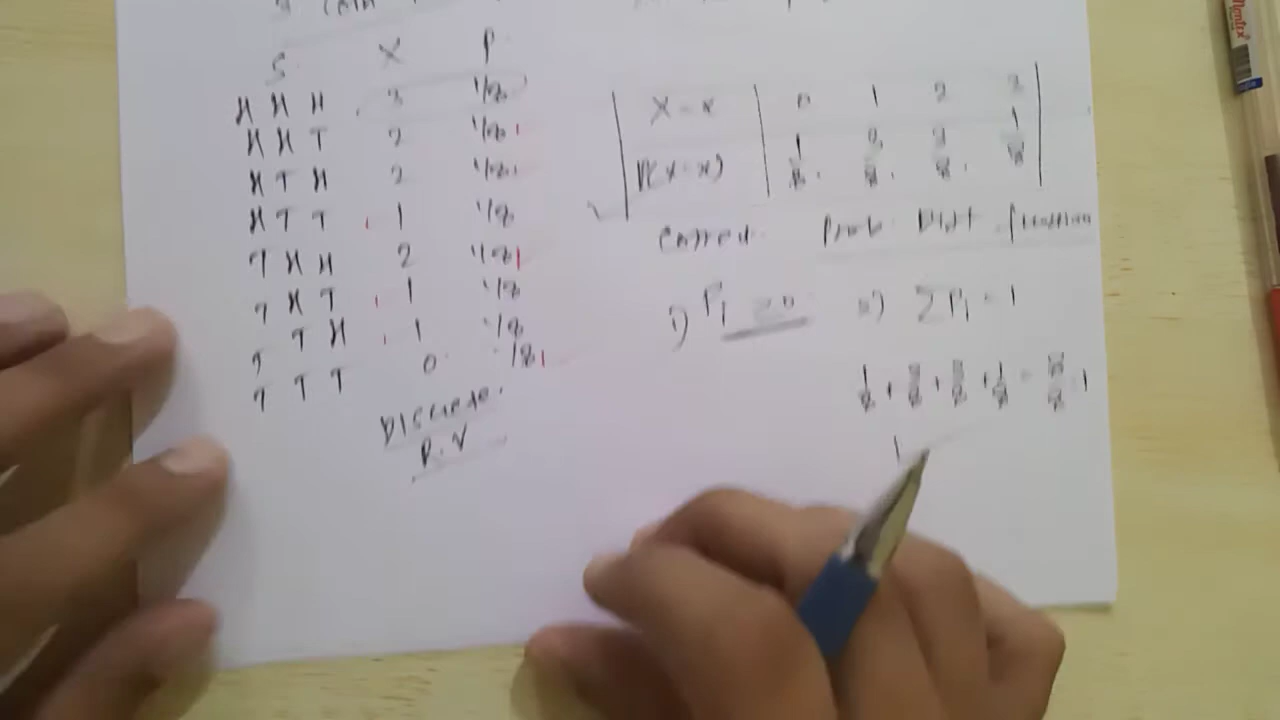 S X P
H H H 3 1/8
H H T 2 1/8
H T H 2 1/8
H T T 1 1/8
T H H 2 1/8
T H T 1 1/8
T T H 1 1/8
T T T 0 1/8
Discrete
R.V
X = x 0 1 2 3
P(X=x) 1/8 3/8 3/8 1/8
Correct Prob. Dist. function
i) Pi ≥ 0 ii) ΣPi = 1
1/8 + 3/8 + 3/8 + 1/8 = 8/8 = 1